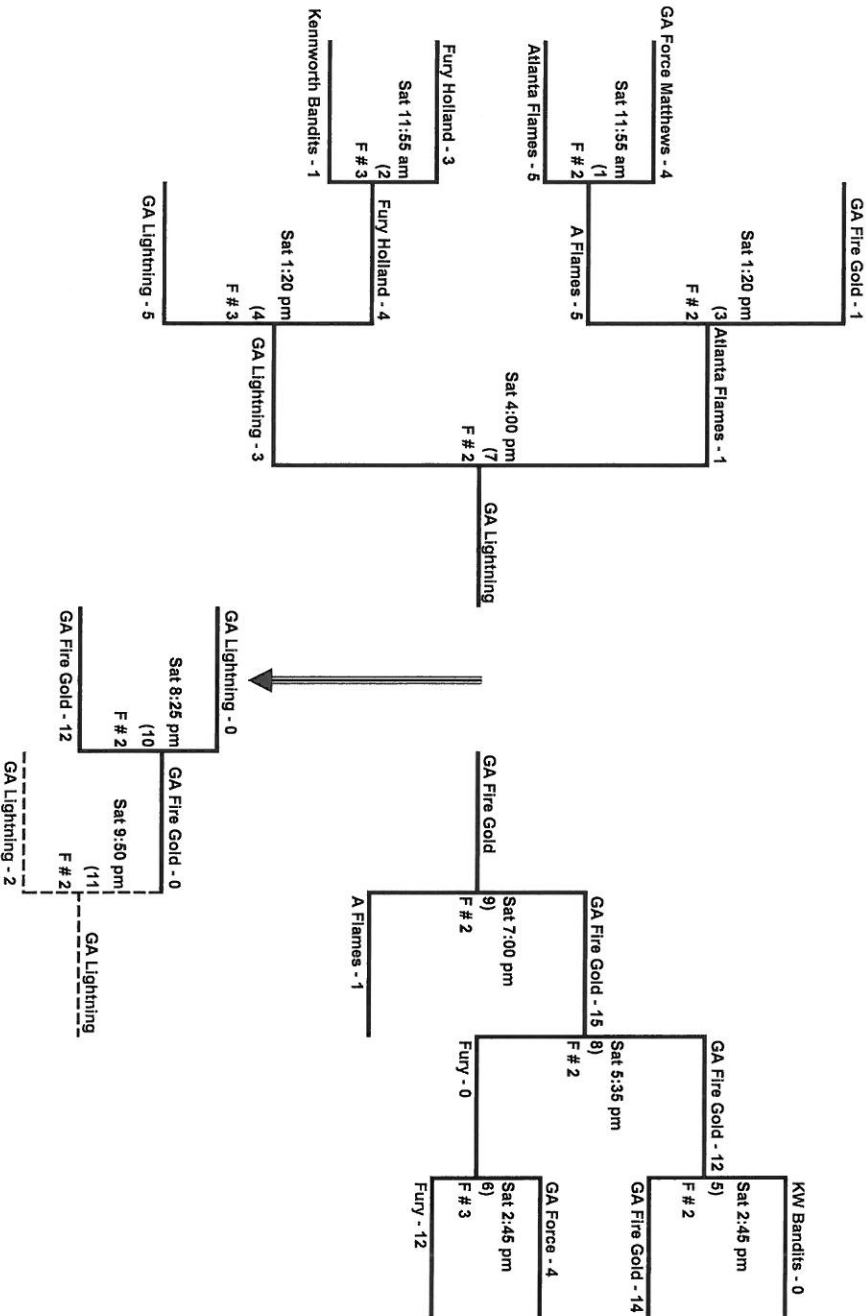 GA Fire Gold - 1
KW Bandits - 0
Sat 1:20 pm
Sat 2:45 pm
(3
Atlanta Flames - 1
GA Fire Gold - 12
5)
F # 2
F # 2
GA Force Matthews - 4
GA Fire Gold - 14
Sat 11:55 am
Sat 5:35 pm
(1
GA Fire Gold - 15
8)
F # 2
A Flames - 5
F # 2
GA Force - 4
Atlanta Flames - 5
Sat 4:00 pm
Sat 7:00 pm
Sat 2:45 pm
(7
GA Lightning
GA Fire Gold
9)
6)
F # 2
F # 2
Fury - 0
F # 3
Fury Holland - 3
Fury - 12
Sat 11:55 am
(2
Fury Holland - 4
F # 3
A Flames - 1
Kennworth Bandits - 1
Sat 1:20 pm
(4
GA Lightning - 3
F # 3
GA Lightning - 0
Sat 8:25 pm
GA Lightning - 5
(10
GA Fire Gold - 0
F # 2
Sat 9:50 pm
(11
GA Lightning
GA Fire Gold - 12
F # 2
GA Lightning - 2